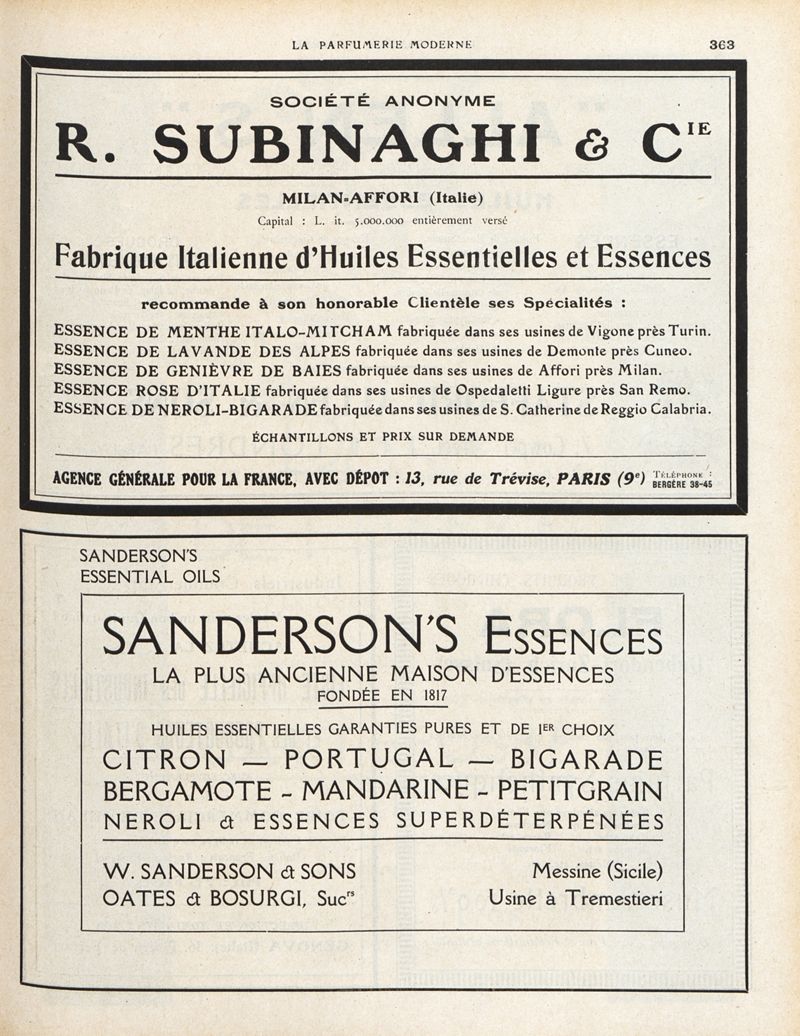 LA PARFUMERIE MODERNE 363
SOCIÉTÉ ANONYME
R. SUBINAGHI & CIE
MILAN-AFFORI (Italie)
Capital : L. it. 5.000.000 entièrement versé
Fabrique Italienne d'Huiles Essentielles et Essences
recommande à son honorable Clientèle ses Spécialités :
ESSENCE DE MENTHE ITALO-MITCHAM fabriquée dans ses usines de Vigone près Turin.
ESSENCE DE LAVANDE DES ALPES fabriquée dans ses usines de Demonte près Cuneo.
ESSENCE DE GENIÈVRE DE BAIES fabriquée dans ses usines de Affori près Milan.
ESSENCE ROSE D'ITALIE fabriquée dans ses usines de Ospedaletti Ligure près San Remo.
ESSENCE DE NEROLI-BIGARADE fabriquée dans ses usines de S. Catherine de Reggio Calabria.
ÉCHANTILLONS ET PRIX SUR DEMANDE
AGENCE GÉNÉRALE POUR LA FRANCE, AVEC DÉPOT : 13, rue de Trévise, PARIS (9e) TÉLÉPHONE : BERGÈRE 38-45
SANDERSON'S
ESSENTIAL OILS
SANDERSON'S ESSENCES
LA PLUS ANCIENNE MAISON D'ESSENCES
FONDÉE EN 1817
HUILES ESSENTIELLES GARANTIES PURES ET DE 1ER CHOIX
CITRON — PORTUGAL — BIGARADE
BERGAMOTE - MANDARINE - PETITGRAIN
NEROLI & ESSENCES SUPERDÉTERPÉNÉES
W. SANDERSON & SONS Messine (Sicile)
OATES & BOSURGI, Sucrs Usine à Tremestieri